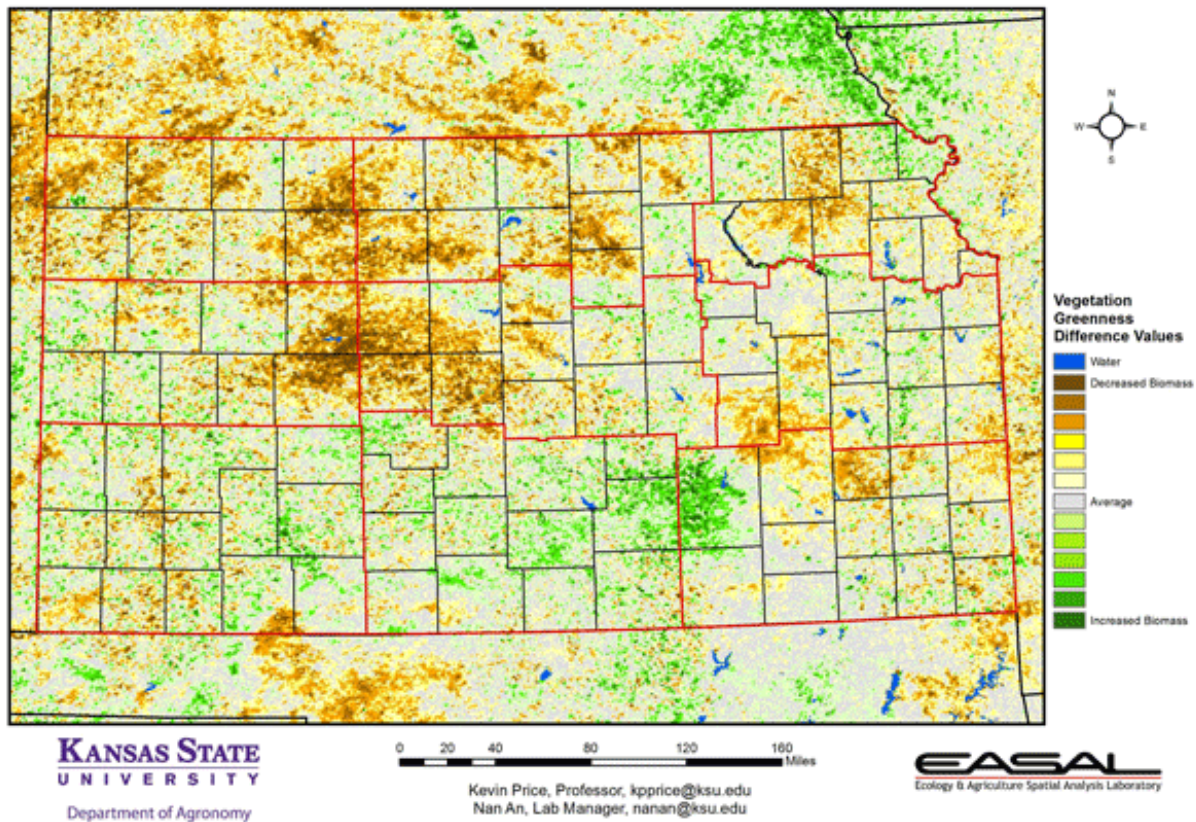 N
W
E
S
Vegetation
Greenness
Difference Values
Water
Decreased Biomass
Average
Increased Biomass
KANSAS STATE
UNIVERSITY
Department of Agronomy
0 20 40 80 120 160
Miles
Kevin Price, Professor, kpprice@ksu.edu
Nan An, Lab Manager, nanan@ksu.edu
EASAL
Ecology & Agriculture Spatial Analysis Laboratory